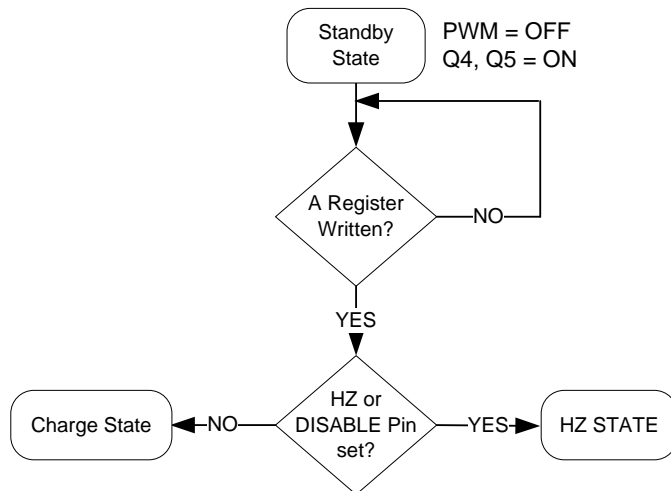 Standby
State
PWM = OFF
Q4, Q5 = ON
A Register
Written?
NO
YES
HZ or
DISABLE Pin
set?
Charge State
NO
YES
HZ STATE